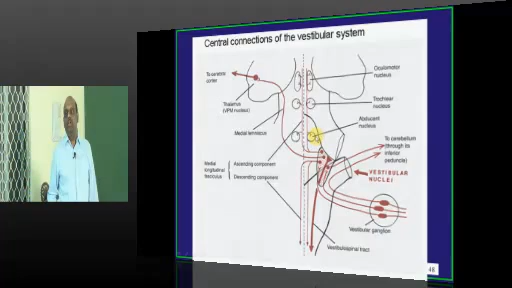 Central connections of the vestibular system
To cerebral
cortex
Oculomotor
nucleus
Thalamus
(VPM nucleus)
Trochlear
nucleus
Medial lemniscus
Abducent
nucleus
To cerebellum
(through its
inferior
peduncle)
Medial
longitudinal
fasciculus
Ascending component
Descending component
VESTIBULAR
NUCLEI
Vestibular ganglion
Vestibulospinal tract
48